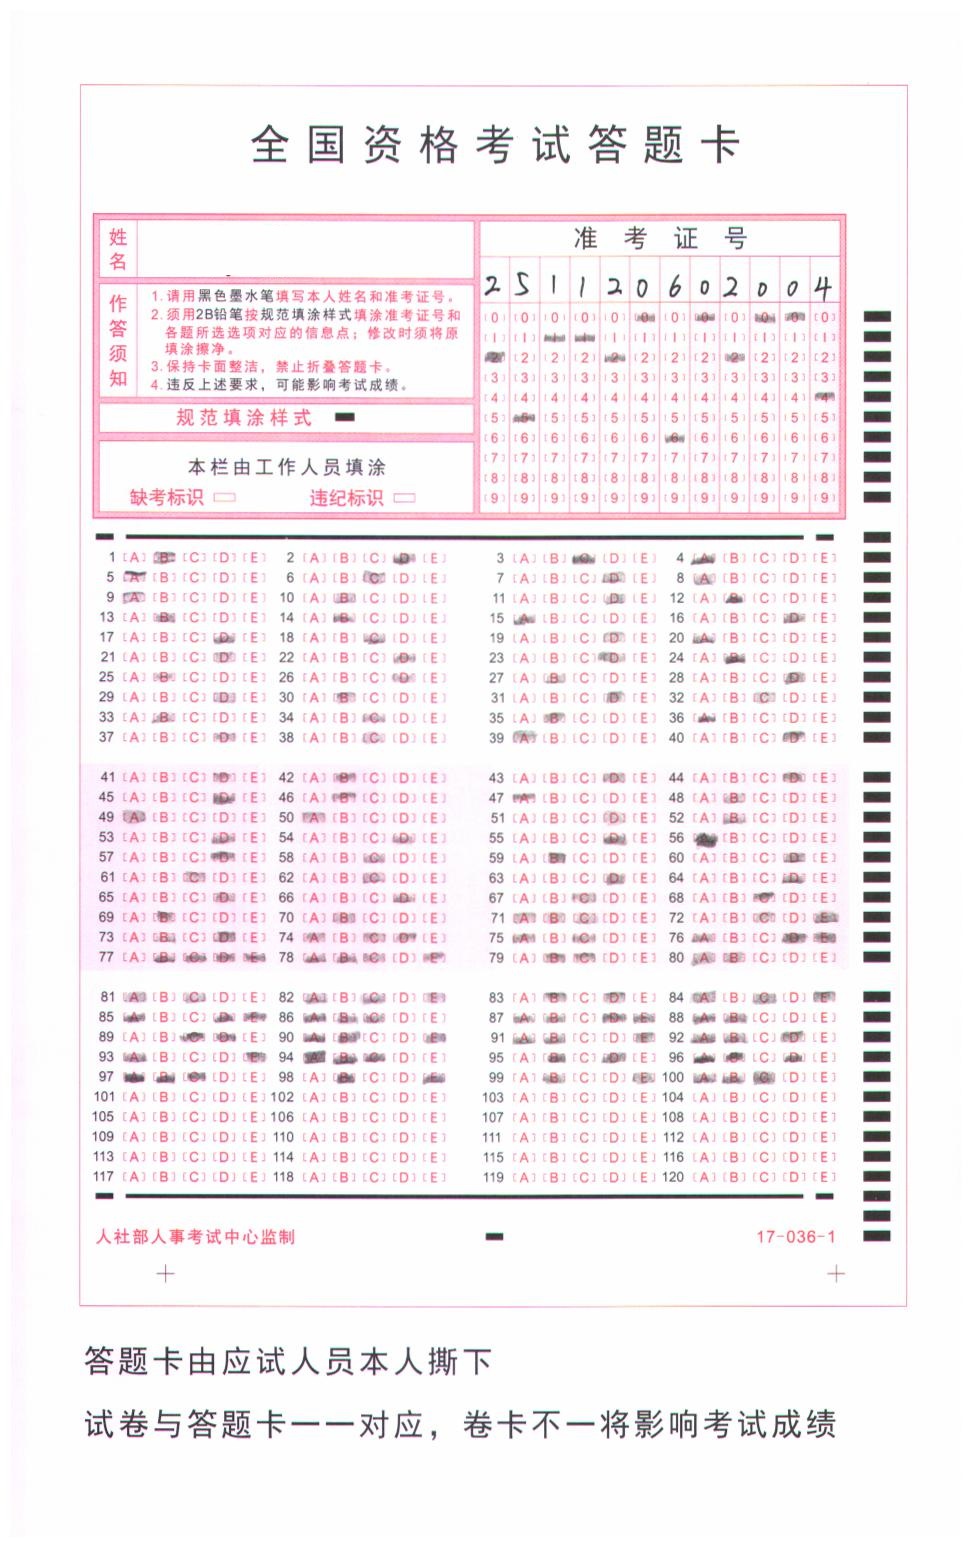 全国资格考试答题卡
姓名
准考证号
2 5 1 1 2 0 6 0 2 0 0 4
作答须知
1. 请用黑色墨水笔填写本人姓名和准考证号。
2. 须用2B铅笔按规范填涂样式填涂准考证号和
各题所选选项对应的信息点；修改时须将原
填涂擦净。
3. 保持卡面整洁，禁止折叠答题卡。
4. 违反上述要求，可能影响考试成绩。
规范填涂样式
本栏由工作人员填涂
缺考标识 违纪标识
[0] [0] [0] [0] [0] [0] [0] [0] [0] [0] [0] [0]
[1] [1] [1] [1] [1] [1] [1] [1] [1] [1] [1] [1]
[2] [2] [2] [2] [2] [2] [2] [2] [2] [2] [2] [2]
[3] [3] [3] [3] [3] [3] [3] [3] [3] [3] [3] [3]
[4] [4] [4] [4] [4] [4] [4] [4] [4] [4] [4] [4]
[5] [5] [5] [5] [5] [5] [5] [5] [5] [5] [5] [5]
[6] [6] [6] [6] [6] [6] [6] [6] [6] [6] [6] [6]
[7] [7] [7] [7] [7] [7] [7] [7] [7] [7] [7] [7]
[8] [8] [8] [8] [8] [8] [8] [8] [8] [8] [8] [8]
[9] [9] [9] [9] [9] [9] [9] [9] [9] [9] [9] [9]
1 [A] [B] [C] [D] [E] 2 [A] [B] [C] [D] [E] 3 [A] [B] [C] [D] [E] 4 [A] [B] [C] [D] [E]
5 [A] [B] [C] [D] [E] 6 [A] [B] [C] [D] [E] 7 [A] [B] [C] [D] [E] 8 [A] [B] [C] [D] [E]
9 [A] [B] [C] [D] [E] 10 [A] [B] [C] [D] [E] 11 [A] [B] [C] [D] [E] 12 [A] [B] [C] [D] [E]
13 [A] [B] [C] [D] [E] 14 [A] [B] [C] [D] [E] 15 [A] [B] [C] [D] [E] 16 [A] [B] [C] [D] [E]
17 [A] [B] [C] [D] [E] 18 [A] [B] [C] [D] [E] 19 [A] [B] [C] [D] [E] 20 [A] [B] [C] [D] [E]
21 [A] [B] [C] [D] [E] 22 [A] [B] [C] [D] [E] 23 [A] [B] [C] [D] [E] 24 [A] [B] [C] [D] [E]
25 [A] [B] [C] [D] [E] 26 [A] [B] [C] [D] [E] 27 [A] [B] [C] [D] [E] 28 [A] [B] [C] [D] [E]
29 [A] [B] [C] [D] [E] 30 [A] [B] [C] [D] [E] 31 [A] [B] [C] [D] [E] 32 [A] [B] [C] [D] [E]
33 [A] [B] [C] [D] [E] 34 [A] [B] [C] [D] [E] 35 [A] [B] [C] [D] [E] 36 [A] [B] [C] [D] [E]
37 [A] [B] [C] [D] [E] 38 [A] [B] [C] [D] [E] 39 [A] [B] [C] [D] [E] 40 [A] [B] [C] [D] [E]
41 [A] [B] [C] [D] [E] 42 [A] [B] [C] [D] [E] 43 [A] [B] [C] [D] [E] 44 [A] [B] [C] [D] [E]
45 [A] [B] [C] [D] [E] 46 [A] [B] [C] [D] [E] 47 [A] [B] [C] [D] [E] 48 [A] [B] [C] [D] [E]
49 [A] [B] [C] [D] [E] 50 [A] [B] [C] [D] [E] 51 [A] [B] [C] [D] [E] 52 [A] [B] [C] [D] [E]
53 [A] [B] [C] [D] [E] 54 [A] [B] [C] [D] [E] 55 [A] [B] [C] [D] [E] 56 [A] [B] [C] [D] [E]
57 [A] [B] [C] [D] [E] 58 [A] [B] [C] [D] [E] 59 [A] [B] [C] [D] [E] 60 [A] [B] [C] [D] [E]
61 [A] [B] [C] [D] [E] 62 [A] [B] [C] [D] [E] 63 [A] [B] [C] [D] [E] 64 [A] [B] [C] [D] [E]
65 [A] [B] [C] [D] [E] 66 [A] [B] [C] [D] [E] 67 [A] [B] [C] [D] [E] 68 [A] [B] [C] [D] [E]
69 [A] [B] [C] [D] [E] 70 [A] [B] [C] [D] [E] 71 [A] [B] [C] [D] [E] 72 [A] [B] [C] [D] [E]
73 [A] [B] [C] [D] [E] 74 [A] [B] [C] [D] [E] 75 [A] [B] [C] [D] [E] 76 [A] [B] [C] [D] [E]
77 [A] [B] [C] [D] [E] 78 [A] [B] [C] [D] [E] 79 [A] [B] [C] [D] [E] 80 [A] [B] [C] [D] [E]
81 [A] [B] [C] [D] [E] 82 [A] [B] [C] [D] [E] 83 [A] [B] [C] [D] [E] 84 [A] [B] [C] [D] [E]
85 [A] [B] [C] [D] [E] 86 [A] [B] [C] [D] [E] 87 [A] [B] [C] [D] [E] 88 [A] [B] [C] [D] [E]
89 [A] [B] [C] [D] [E] 90 [A] [B] [C] [D] [E] 91 [A] [B] [C] [D] [E] 92 [A] [B] [C] [D] [E]
93 [A] [B] [C] [D] [E] 94 [A] [B] [C] [D] [E] 95 [A] [B] [C] [D] [E] 96 [A] [B] [C] [D] [E]
97 [A] [B] [C] [D] [E] 98 [A] [B] [C] [D] [E] 99 [A] [B] [C] [D] [E] 100 [A] [B] [C] [D] [E]
101 [A] [B] [C] [D] [E] 102 [A] [B] [C] [D] [E] 103 [A] [B] [C] [D] [E] 104 [A] [B] [C] [D] [E]
105 [A] [B] [C] [D] [E] 106 [A] [B] [C] [D] [E] 107 [A] [B] [C] [D] [E] 108 [A] [B] [C] [D] [E]
109 [A] [B] [C] [D] [E] 110 [A] [B] [C] [D] [E] 111 [A] [B] [C] [D] [E] 112 [A] [B] [C] [D] [E]
113 [A] [B] [C] [D] [E] 114 [A] [B] [C] [D] [E] 115 [A] [B] [C] [D] [E] 116 [A] [B] [C] [D] [E]
117 [A] [B] [C] [D] [E] 118 [A] [B] [C] [D] [E] 119 [A] [B] [C] [D] [E] 120 [A] [B] [C] [D] [E]
人社部人事考试中心监制 17-036-1
答题卡由应试人员本人撕下
试卷与答题卡一一对应，卷卡不一将影响考试成绩